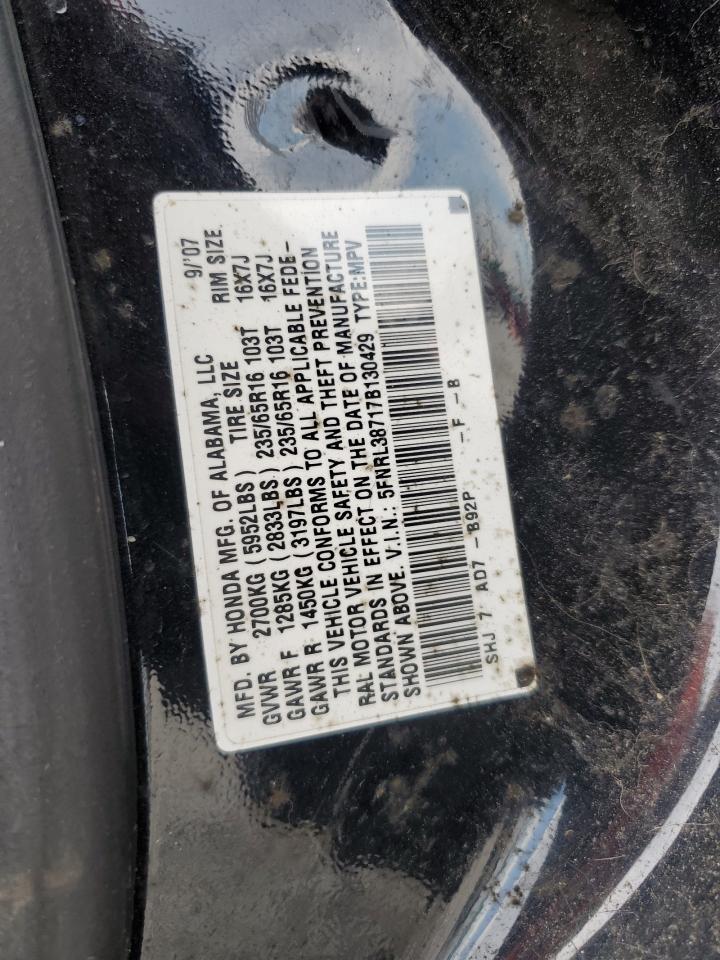 MFD. BY HONDA MFG. OF ALABAMA, LLC 9/'07
GVWR 2700KG (5952LBS) TIRE SIZE RIM SIZE.
GAWR F 1285KG (2833LBS.) 235/65R16 103T 16X7J
GAWR R 1450KG (3197LBS) 235/65R16 103T 16X7J
THIS VEHICLE CONFORMS TO ALL APPLICABLE FEDE-
RAL MOTOR VEHICLE SAFETY AND THEFT PREVENTION
STANDARDS IN EFFECT ON THE DATE OF MANUFACTURE
SHOWN ABOVE. V.I.N.: 5FNRL38717B130429 TYPE:MPV
SHJ 7 AD7 -B92P -F -B